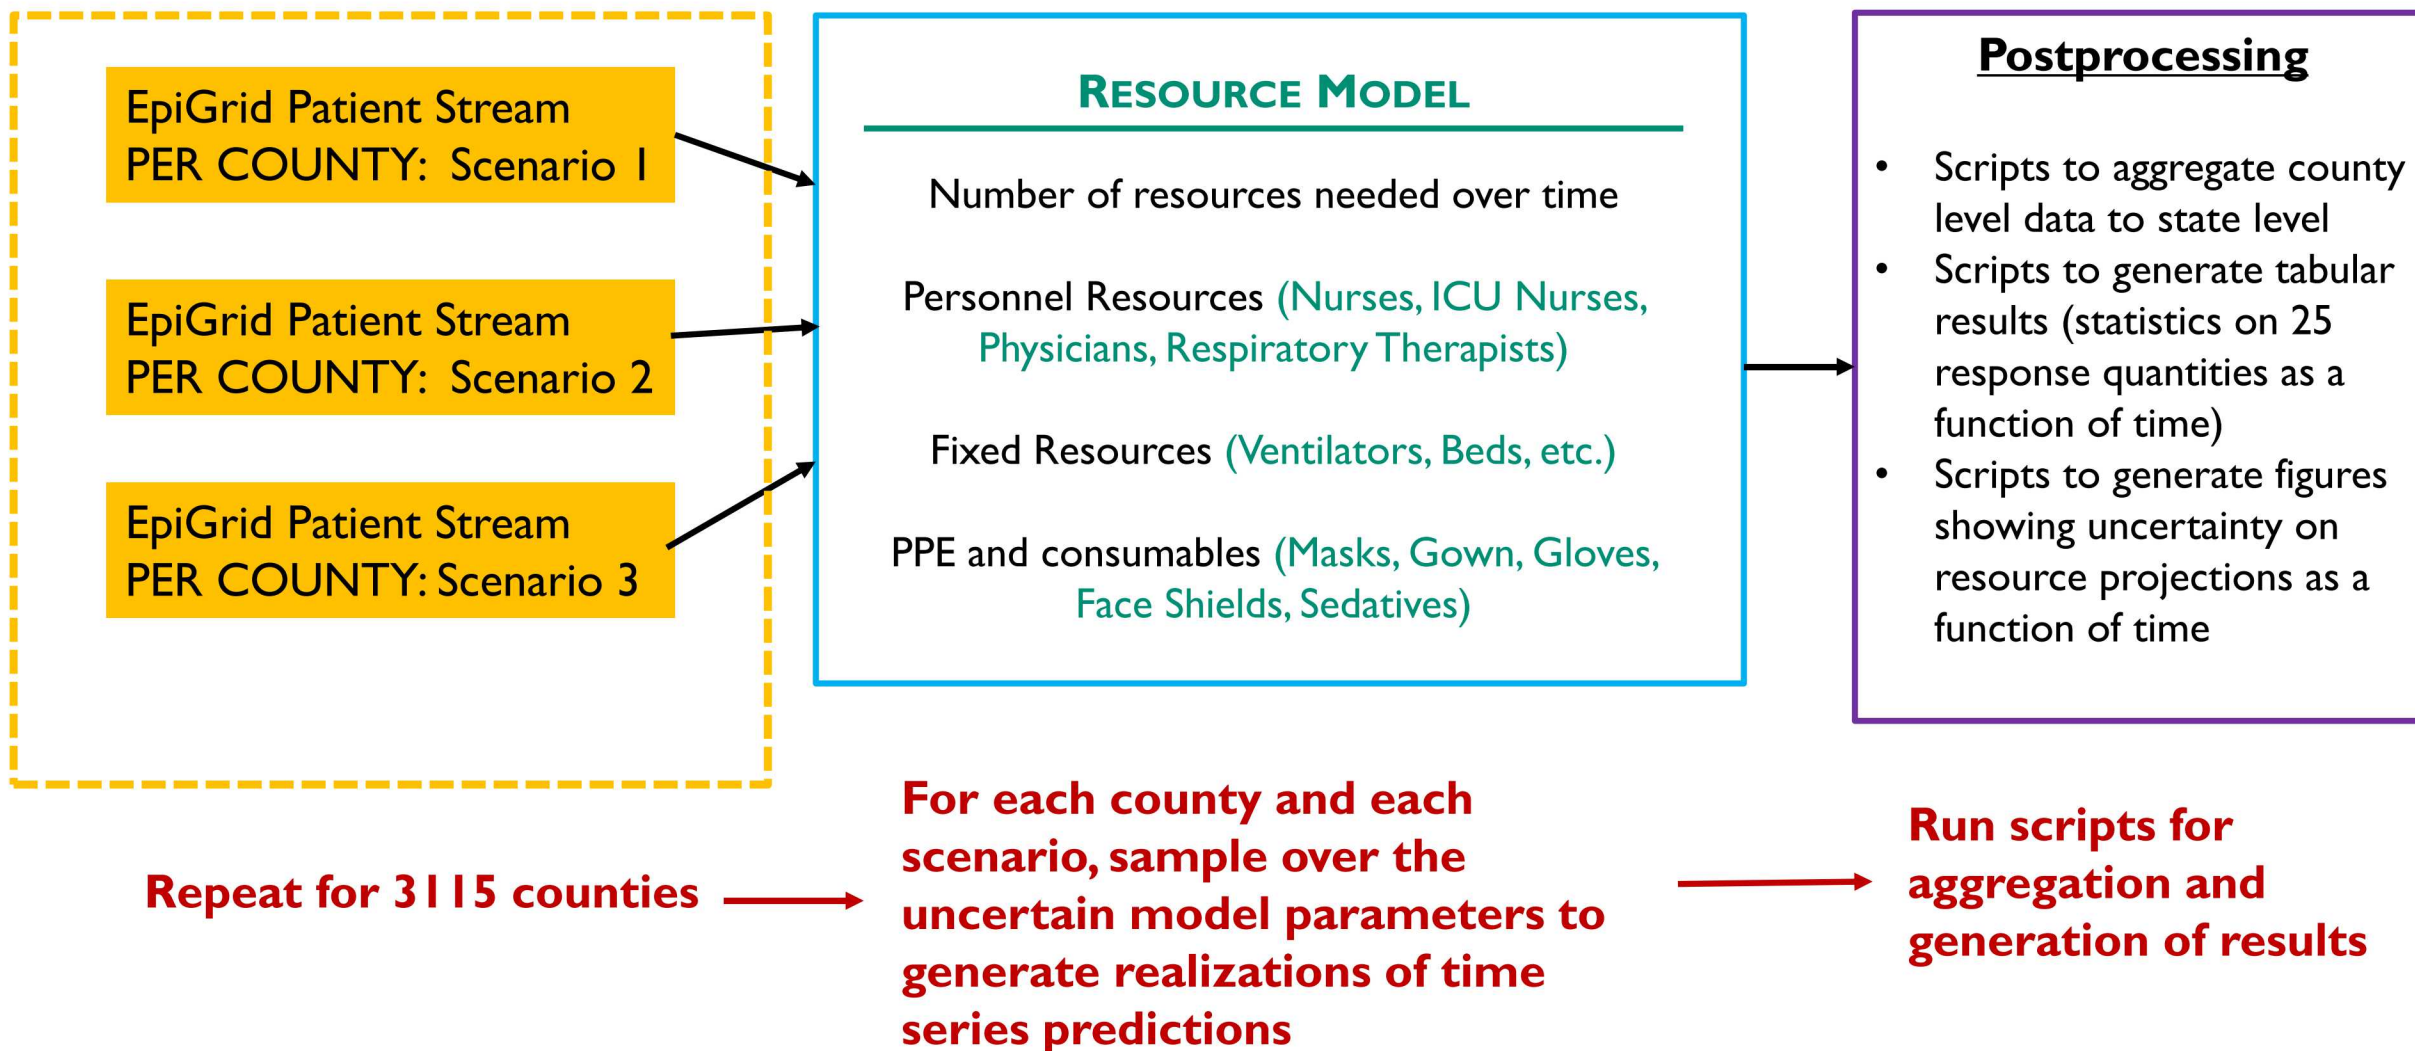 EpiGrid Patient Stream
PER COUNTY: Scenario 1
EpiGrid Patient Stream
PER COUNTY: Scenario 2
EpiGrid Patient Stream
PER COUNTY: Scenario 3
RESOURCE MODEL
Number of resources needed over time
Personnel Resources (Nurses, ICU Nurses,
Physicians, Respiratory Therapists)
Fixed Resources (Ventilators, Beds, etc.)
PPE and consumables (Masks, Gown, Gloves,
Face Shields, Sedatives)
Postprocessing
• Scripts to aggregate county
level data to state level
• Scripts to generate tabular
results (statistics on 25
response quantities as a
function of time)
• Scripts to generate figures
showing uncertainty on
resource projections as a
function of time
Repeat for 3115 counties
For each county and each
scenario, sample over the
uncertain model parameters to
generate realizations of time
series predictions
Run scripts for
aggregation and
generation of results